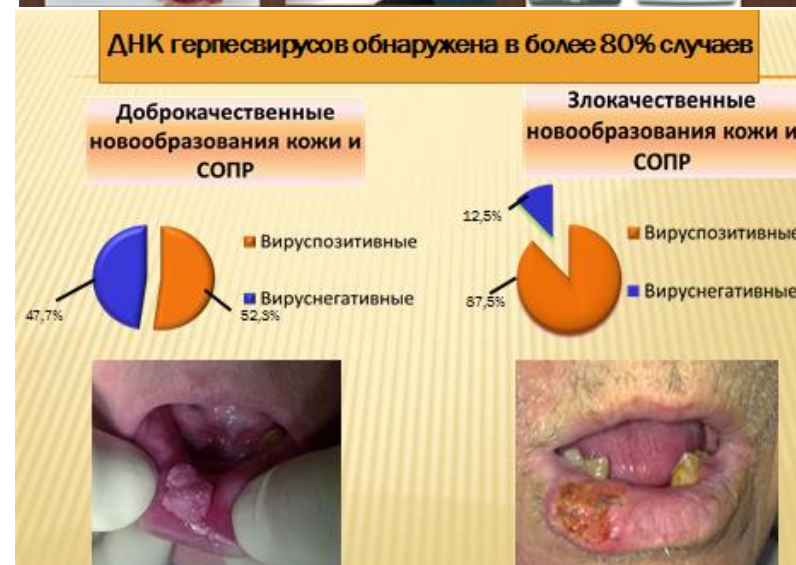 ДНК герпесвирусов обнаружена в более 80% случаев
Доброкачественные
новообразования кожи и
СОПР
47,7%
52,3%
Вируспозитивные
Вируснегативные
Злокачественные
новообразования кожи и
СОПР
12,5%
87,5%
Вируспозитивные
Вируснегативные